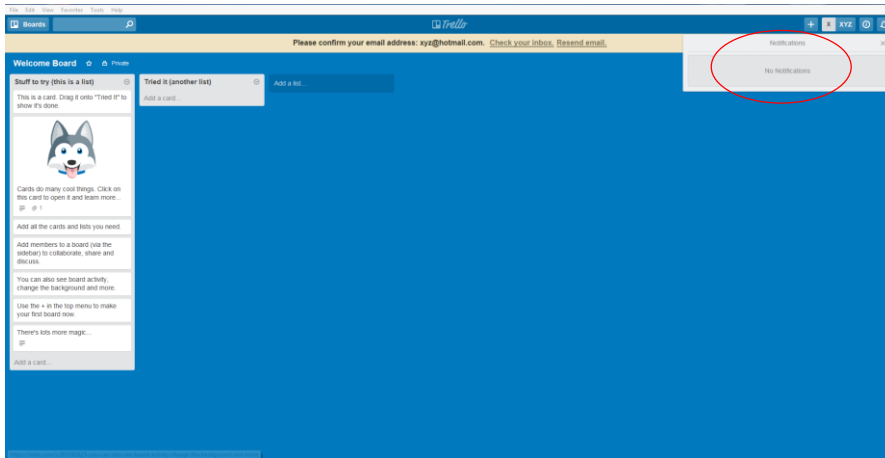 File Edit View Favorites Tools Help
Boards
Trello
+ X XYZ
Please confirm your email address: xyz@hotmail.com. Check your inbox. Resend email.
Notifications
No Notifications
Welcome Board Private
Stuff to try (this is a list)
This is a card. Drag it onto "Tried It" to
show it's done.
Cards do many cool things. Click on
this card to open it and learn more...
1
Add all the cards and lists you need.
Add members to a board (via the
sidebar) to collaborate, share and
discuss.
You can also see board activity,
change the background and more.
Use the + in the top menu to make
your first board now.
There's lots more magic...
Add a card...
Tried it (another list)
Add a card...
Add a list...